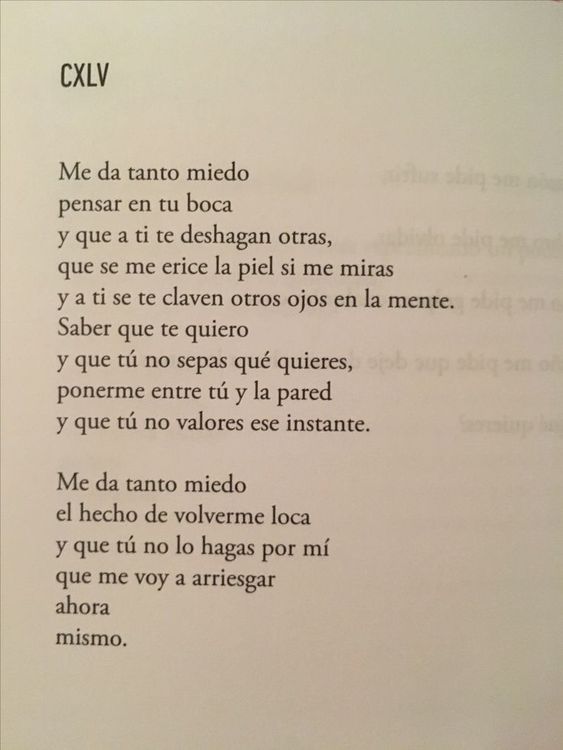 CXLV
Me da tanto miedo
pensar en tu boca
y que a ti te deshagan otras,
que se me erice la piel si me miras
y a ti se te claven otros ojos en la mente.
Saber que te quiero
y que tú no sepas qué quieres,
ponerme entre tú y la pared
y que tú no valores ese instante.
Me da tanto miedo
el hecho de volverme loca
y que tú no lo hagas por mí
que me voy a arriesgar
ahora
mismo.